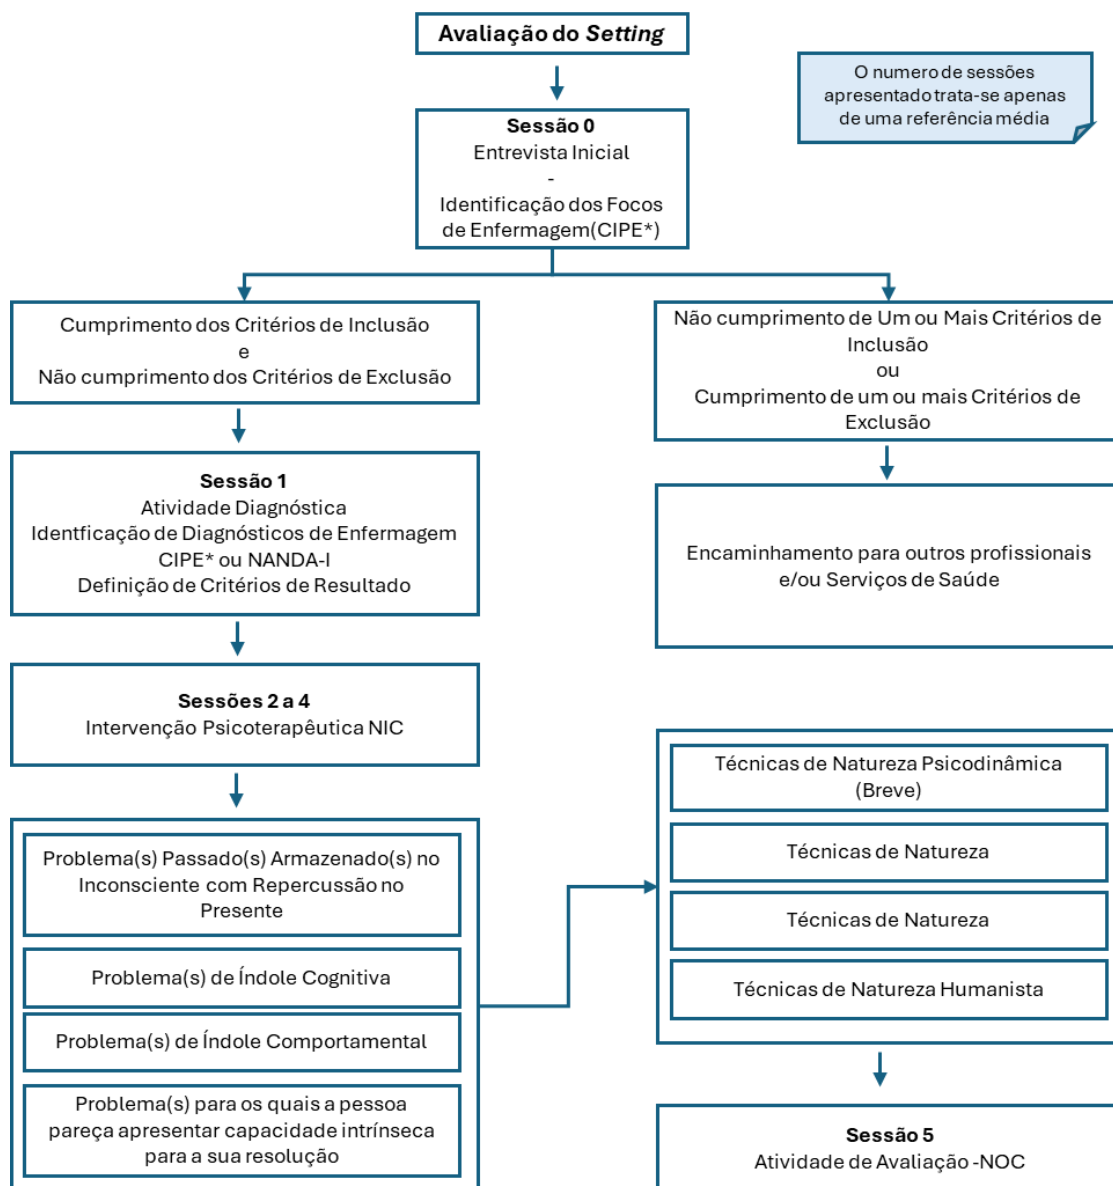 Avaliação do Setting
O numero de sessões
apresentado trata-se apenas
de uma referência média
Sessão 0
Entrevista Inicial
-
Identificação dos Focos
de Enfermagem(CIPE*)
Cumprimento dos Critérios de Inclusão
e
Não cumprimento dos Critérios de Exclusão
Não cumprimento de Um ou Mais Critérios de
Inclusão
ou
Cumprimento de um ou mais Critérios de
Exclusão
Sessão 1
Atividade Diagnóstica
Identficação de Diagnósticos de Enfermagem
CIPE* ou NANDA-I
Definição de Critérios de Resultado
Encaminhamento para outros profissionais
e/ou Serviços de Saúde
Sessões 2 a 4
Intervenção Psicoterapêutica NIC
Problema(s) Passado(s) Armazenado(s) no
Inconsciente com Repercussão no
Presente
Problema(s) de Índole Cognitiva
Problema(s) de Índole Comportamental
Problema(s) para os quais a pessoa
pareça apresentar capacidade intrínseca
para a sua resolução
Técnicas de Natureza Psicodinâmica
(Breve)
Técnicas de Natureza
Técnicas de Natureza
Técnicas de Natureza Humanista
Sessão 5
Atividade de Avaliação -NOC